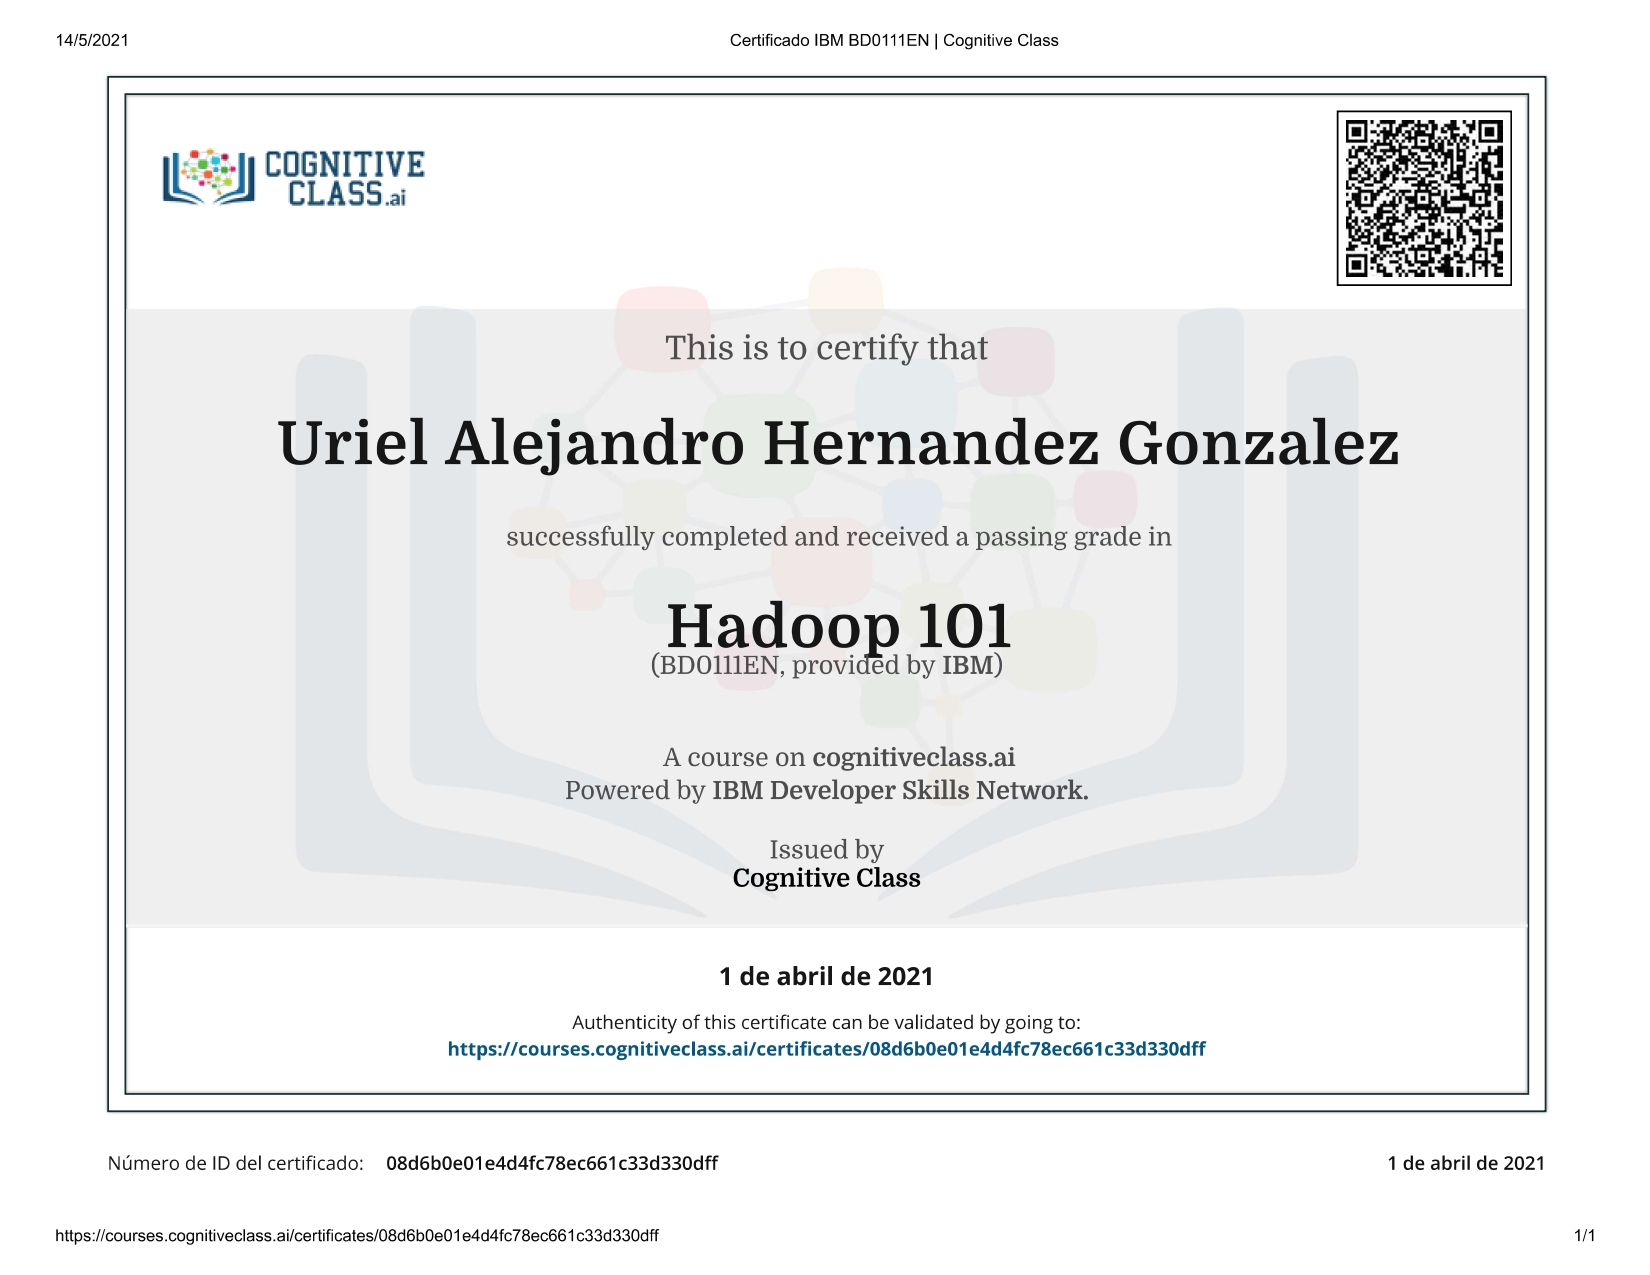 14/5/2021
Certificado IBM BD0111EN | Cognitive Class
COGNITIVE
CLASS.ai
This is to certify that
Uriel Alejandro Hernandez Gonzalez
successfully completed and received a passing grade in
Hadoop 101
(BD0111EN, provided by IBM)
A course on cognitiveclass.ai
Powered by IBM Developer Skills Network.
Issued by
Cognitive Class
1 de abril de 2021
Authenticity of this certificate can be validated by going to:
https://courses.cognitiveclass.ai/certificates/08d6b0e01e4d4fc78ec661c33d330dff
Número de ID del certificado: 08d6b0e01e4d4fc78ec661c33d330dff
1 de abril de 2021
https://courses.cognitiveclass.ai/certificates/08d6b0e01e4d4fc78ec661c33d330dff
1/1